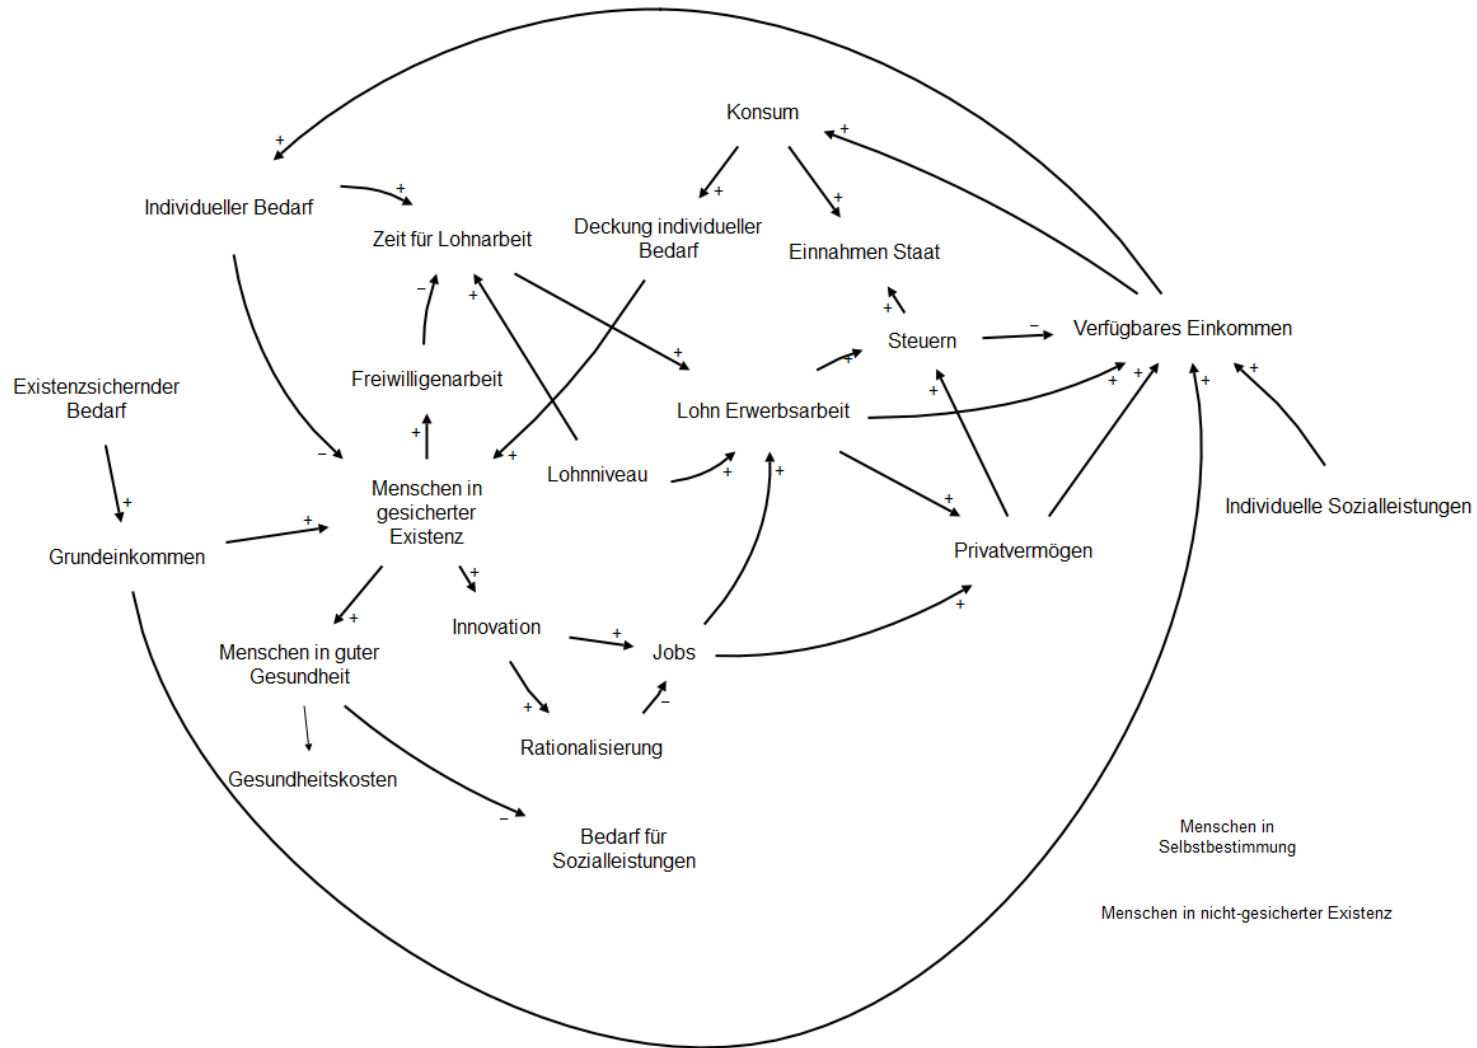 Konsum
+
+
Individueller Bedarf
+
+
+
Deckung individueller
Bedarf
Zeit für Lohnarbeit
Einnahmen Staat
–
+
+
–
Verfügbares Einkommen
Steuern
+
+
Freiwilligenarbeit
Existenzsichernder
Bedarf
+
+
+
+
+
+
Lohn Erwerbsarbeit
+
–
+
Lohnniveau
+
+
Menschen in
gesicherter
Existenz
+
+
+
Individuelle Sozialleistungen
Grundeinkommen
Privatvermögen
+
+
+
Innovation
+
Menschen in guter
Gesundheit
Jobs
+
–
Rationalisierung
Gesundheitskosten
–
Bedarf für
Sozialleistungen
Menschen in
Selbstbestimmung
Menschen in nicht-gesicherter Existenz